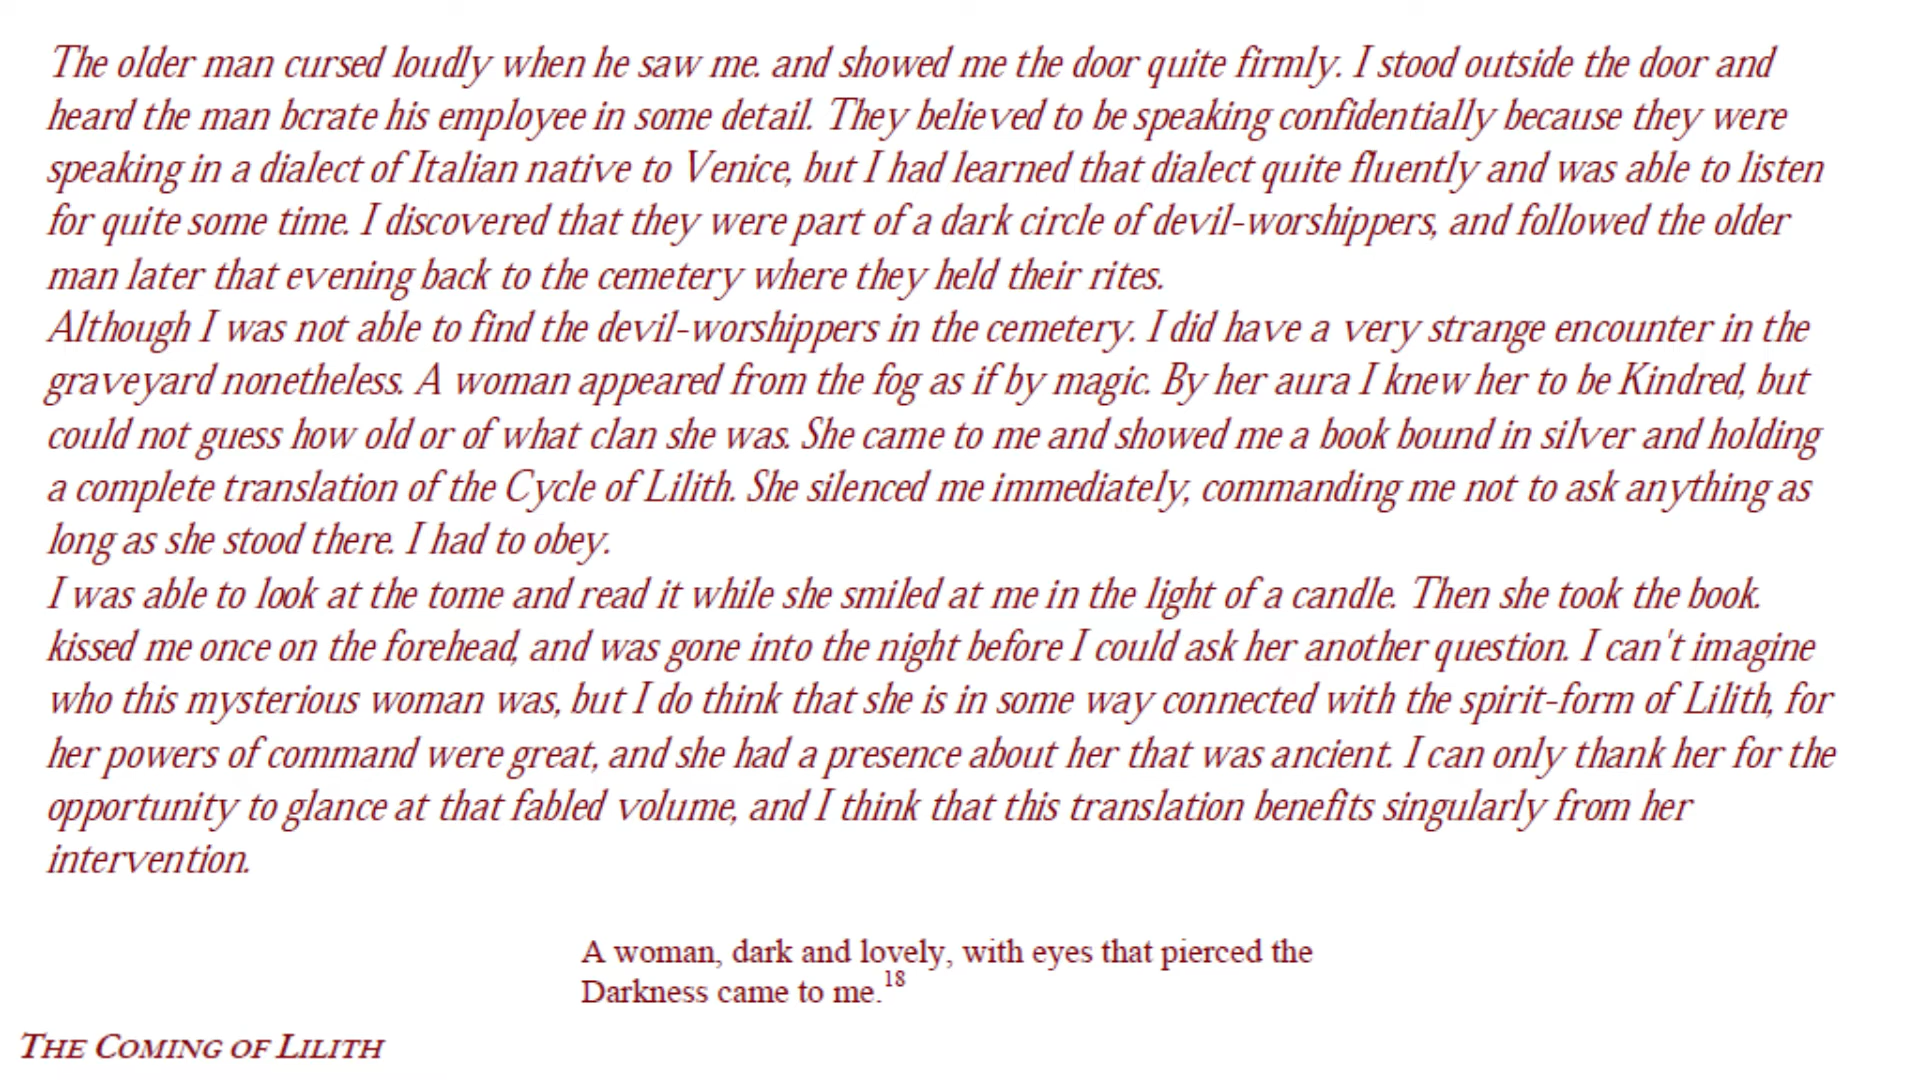 The older man cursed loudly when he saw me. and showed me the door quite firmly. I stood outside the door and
heard the man bcrate his employee in some detail. They believed to be speaking confidentially because they were
speaking in a dialect of Italian native to Venice, but I had learned that dialect quite fluently and was able to listen
for quite some time. I discovered that they were part of a dark circle of devil-worshippers, and followed the older
man later that evening back to the cemetery where they held their rites.
Although I was not able to find the devil-worshippers in the cemetery. I did have a very strange encounter in the
graveyard nonetheless. A woman appeared from the fog as if by magic. By her aura I knew her to be Kindred, but
could not guess how old or of what clan she was. She came to me and showed me a book bound in silver and holding
a complete translation of the Cycle of Lilith. She silenced me immediately, commanding me not to ask anything as
long as she stood there. I had to obey.
I was able to look at the tome and read it while she smiled at me in the light of a candle. Then she took the book.
kissed me once on the forehead, and was gone into the night before I could ask her another question. I can't imagine
who this mysterious woman was, but I do think that she is in some way connected with the spirit-form of Lilith, for
her powers of command were great, and she had a presence about her that was ancient. I can only thank her for the
opportunity to glance at that fabled volume, and I think that this translation benefits singularly from her
intervention.
A woman, dark and lovely, with eyes that pierced the
Darkness came to me.18
THE COMING OF LILITH